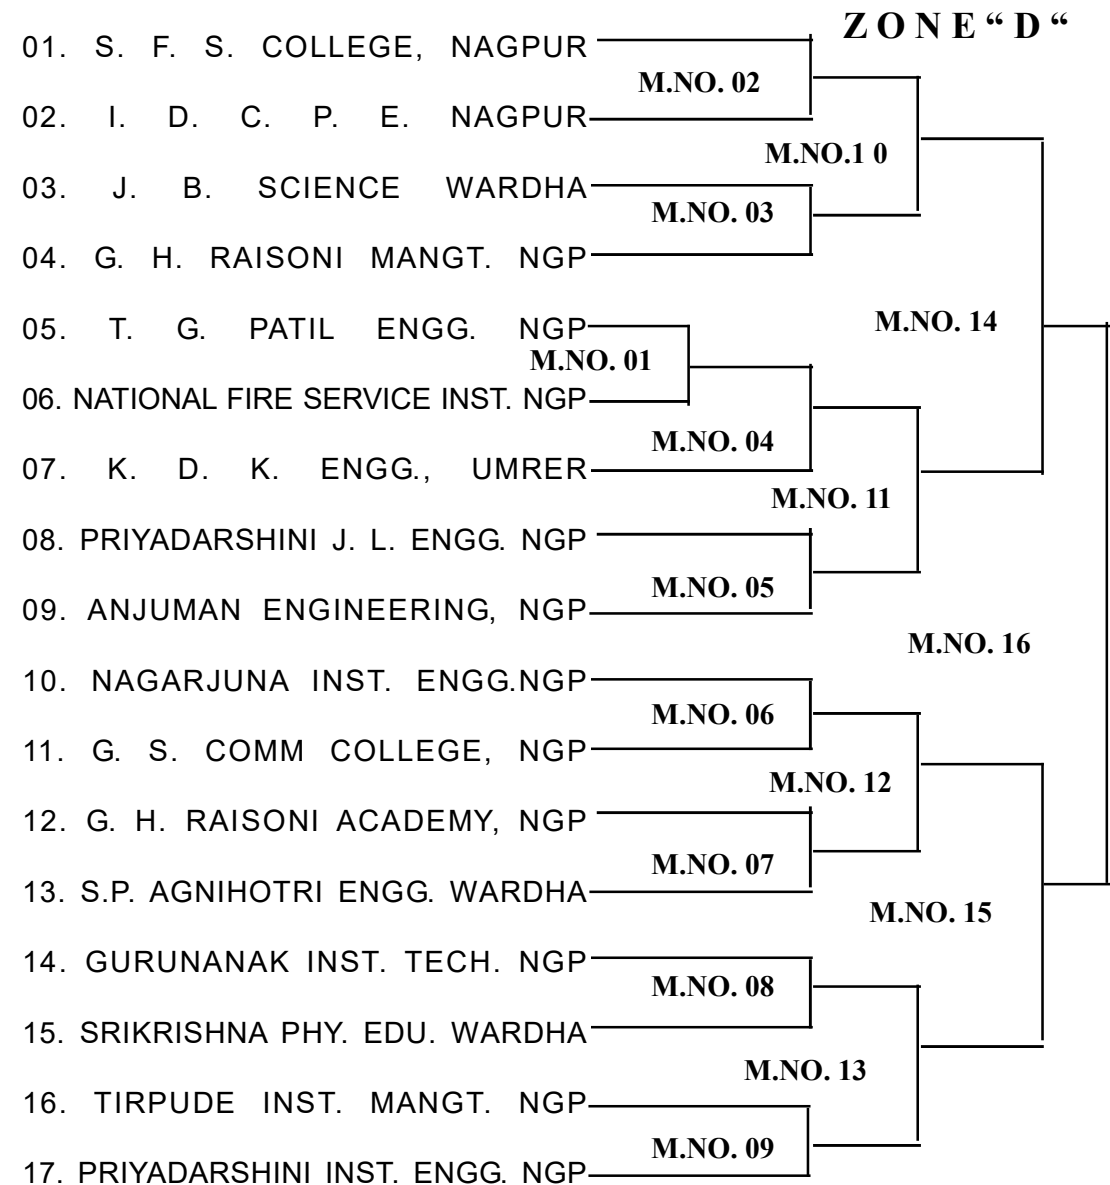 ZONE“D“
01. S. F. S. COLLEGE, NAGPUR
M.NO. 02
02. I. D. C. P. E. NAGPUR
M.NO.1 0
03. J. B. SCIENCE WARDHA
M.NO. 03
04. G. H. RAISONI MANGT. NGP
05. T. G. PATIL ENGG. NGP
M.NO. 14
M.NO. 01
06. NATIONAL FIRE SERVICE INST. NGP
M.NO. 04
07. K. D. K. ENGG., UMRER
M.NO. 11
08. PRIYADARSHINI J. L. ENGG. NGP
M.NO. 05
09. ANJUMAN ENGINEERING, NGP
M.NO. 16
10. NAGARJUNA INST. ENGG.NGP
M.NO. 06
11. G. S. COMM COLLEGE, NGP
M.NO. 12
12. G. H. RAISONI ACADEMY, NGP
M.NO. 07
13. S.P. AGNIHOTRI ENGG. WARDHA
M.NO. 15
14. GURUNANAK INST. TECH. NGP
M.NO. 08
15. SRIKRISHNA PHY. EDU. WARDHA
M.NO. 13
16. TIRPUDE INST. MANGT. NGP
M.NO. 09
17. PRIYADARSHINI INST. ENGG. NGP